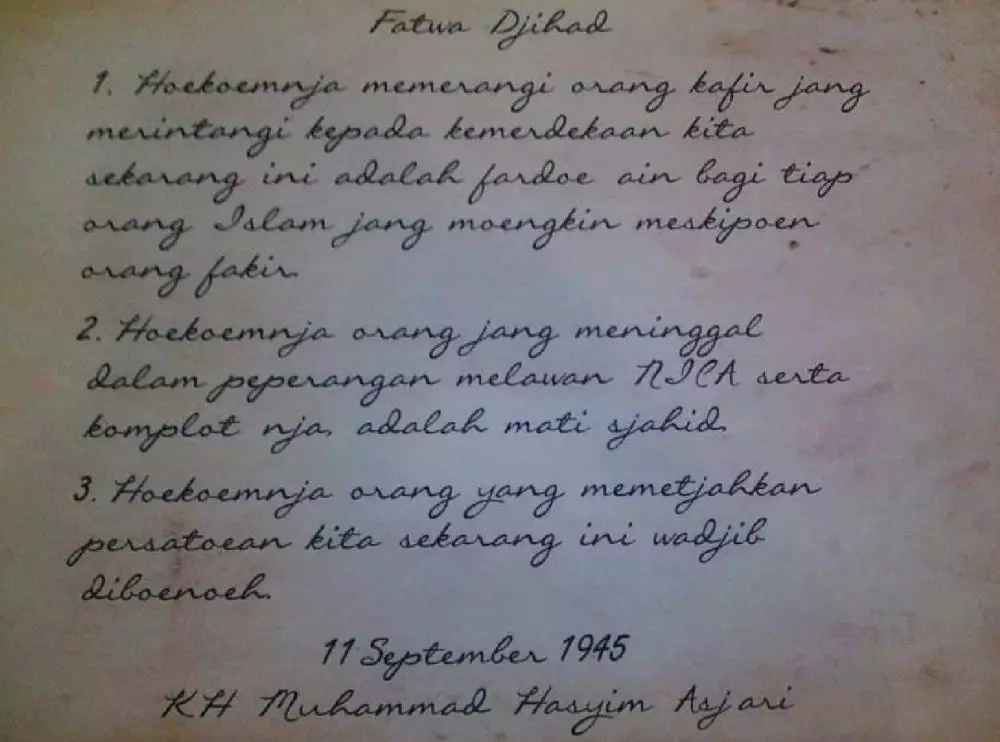 Fatwa Djihad
1. Hoekoemnja memerangi orang kafir jang
merintangi kepada kemerdekaan kita
sekarang ini adalah fardoe ain bagi tiap
orang Islam jang moengkin meskipoen
orang fakir.
2. Hoekoemnja orang jang meninggal
dalam peperangan melawan NICA serta
komplot nja, adalah mati sjahid.
3. Hoekoemnja orang yang memetjahkan
persatoean kita sekarang ini wadjib
diboenoeh.
11 September 1945
KH Muhammad Hasyim Asjari